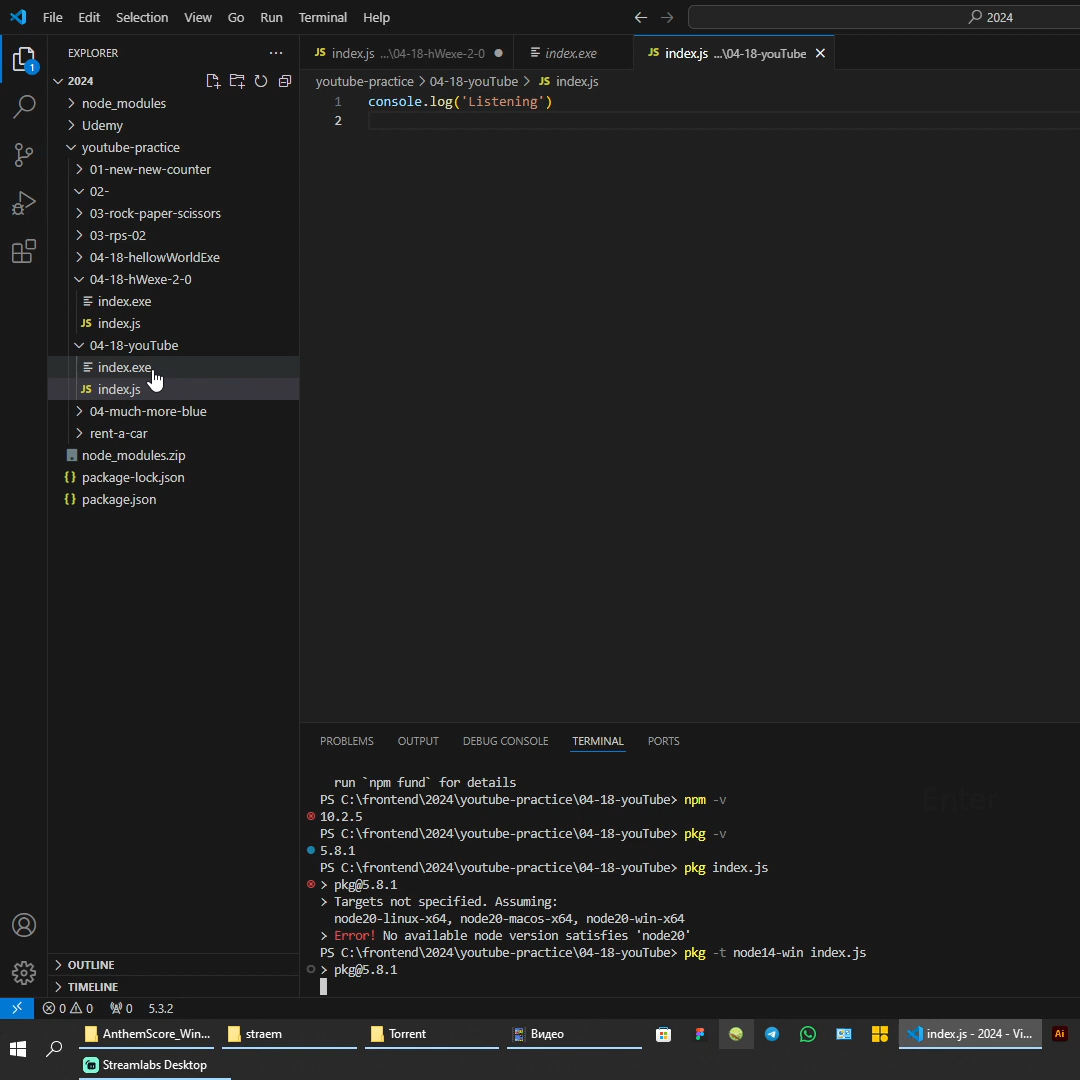 File Edit Selection View Go Run Terminal Help
2024
EXPLORER
JS index.js ...\04-18-hWexe-2-0
index.exe
JS index.js ...\04-18-youTube
1
2024
node_modules
Udemy
youtube-practice
01-new-new-counter
02-
03-rock-paper-scissors
03-rps-02
04-18-hellowWorldExe
04-18-hWexe-2-0
index.exe
JS index.js
04-18-youTube
index.exe
JS index.js
04-much-more-blue
rent-a-car
node_modules.zip
{} package-lock.json
{} package.json
OUTLINE
TIMELINE
youtube-practice > 04-18-youTube > JS index.js
1 console.log('Listening')
2
PROBLEMS OUTPUT DEBUG CONSOLE TERMINAL PORTS
run `npm fund` for details
PS C:\frontend\2024\youtube-practice\04-18-youTube> npm -v
10.2.5
PS C:\frontend\2024\youtube-practice\04-18-youTube> pkg -v
5.8.1
PS C:\frontend\2024\youtube-practice\04-18-youTube> pkg index.js
> pkg@5.8.1
> Targets not specified. Assuming:
node20-linux-x64, node20-macos-x64, node20-win-x64
> Error! No available node version satisfies 'node20'
PS C:\frontend\2024\youtube-practice\04-18-youTube> pkg -t node14-win index.js
> pkg@5.8.1
Enter
0 0 0 5.3.2
AnthemScore_Win... straem Torrent Видео index.js - 2024 - Vi... Ai
Streamlabs Desktop